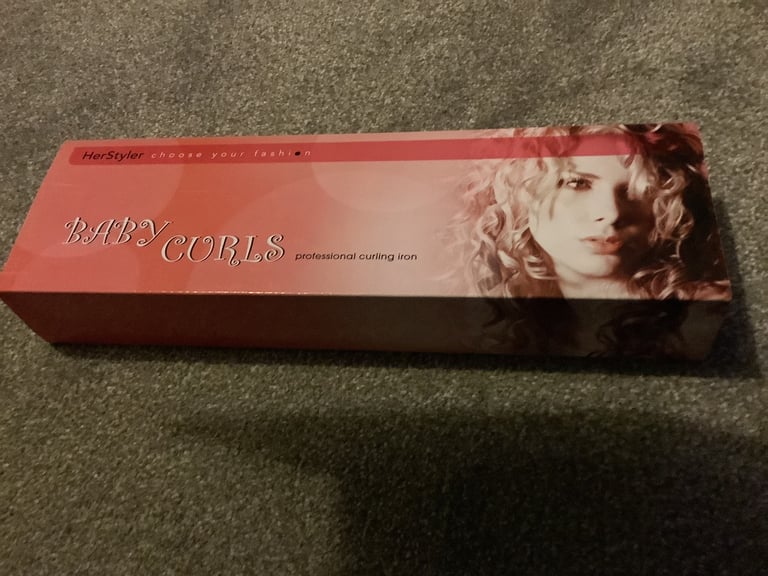 HerStyler choose your fashion
BABY
CURLS professional curling iron